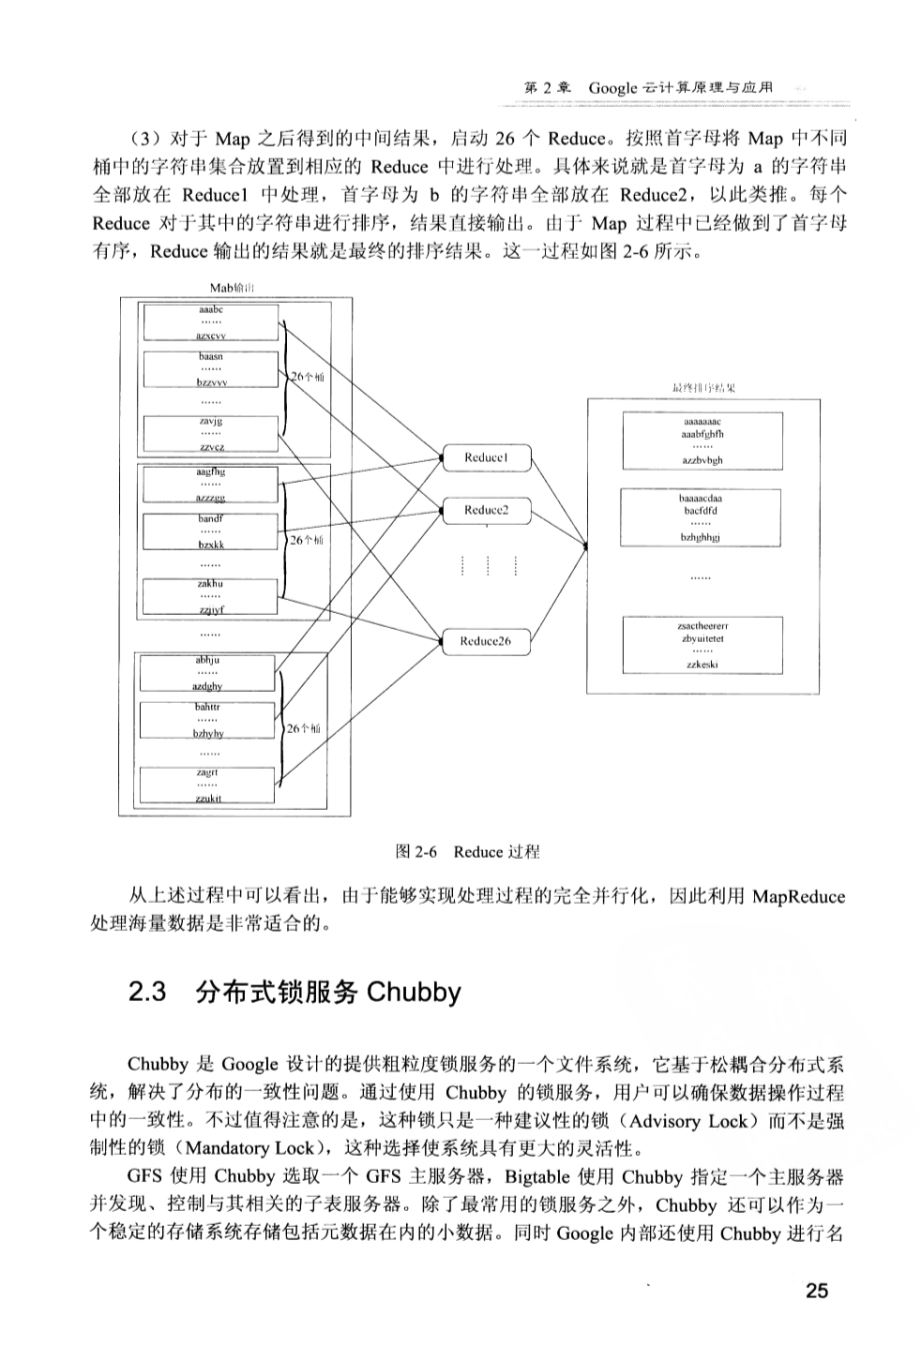 第 2 章 Google 云计算原理与应用
（3）对于 Map 之后得到的中间结果，启动 26 个 Reduce。按照首字母将 Map 中不同
桶中的字符串集合放置到相应的 Reduce 中进行处理。具体来说就是首字母为 a 的字符串
全部放在 Reduce1 中处理，首字母为 b 的字符串全部放在 Reduce2，以此类推。每个
Reduce 对于其中的字符串进行排序，结果直接输出。由于 Map 过程中已经做到了首字母
有序，Reduce 输出的结果就是最终的排序结果。这一过程如图 2-6 所示。
Mab输出
aaabc
……
azxcvv
baasn
……
bzzvvv
……
zavjg
……
zzvcz
26个桶
aagfhg
……
azzzgg
bandf
……
bzxkk
……
zakhu
……
zzjiyf
26个桶
……
abhju
……
azdghy
bahttr
……
bzhyhy
……
zagrt
……
zzukrt
26个桶
Reduce1
Reduce2
Reduce26
最终排序结果
aaaaaaac
aaabfghfh
……
azzbvbgh
baaaacdaa
bacfdfd
……
bzhghhgj
……
zsactheererr
zbyuitetet
……
zzkeski
图 2-6 Reduce 过程
从上述过程中可以看出，由于能够实现处理过程的完全并行化，因此利用 MapReduce
处理海量数据是非常适合的。
2.3 分布式锁服务 Chubby
Chubby 是 Google 设计的提供粗粒度锁服务的一个文件系统，它基于松耦合分布式系
统，解决了分布的一致性问题。通过使用 Chubby 的锁服务，用户可以确保数据操作过程
中的一致性。不过值得注意的是，这种锁只是一种建议性的锁（Advisory Lock）而不是强
制性的锁（Mandatory Lock），这种选择使系统具有更大的灵活性。
GFS 使用 Chubby 选取一个 GFS 主服务器，Bigtable 使用 Chubby 指定一个主服务器
并发现、控制与其相关的子表服务器。除了最常用的锁服务之外，Chubby 还可以作为一
个稳定的存储系统存储包括元数据在内的小数据。同时 Google 内部还使用 Chubby 进行名
25